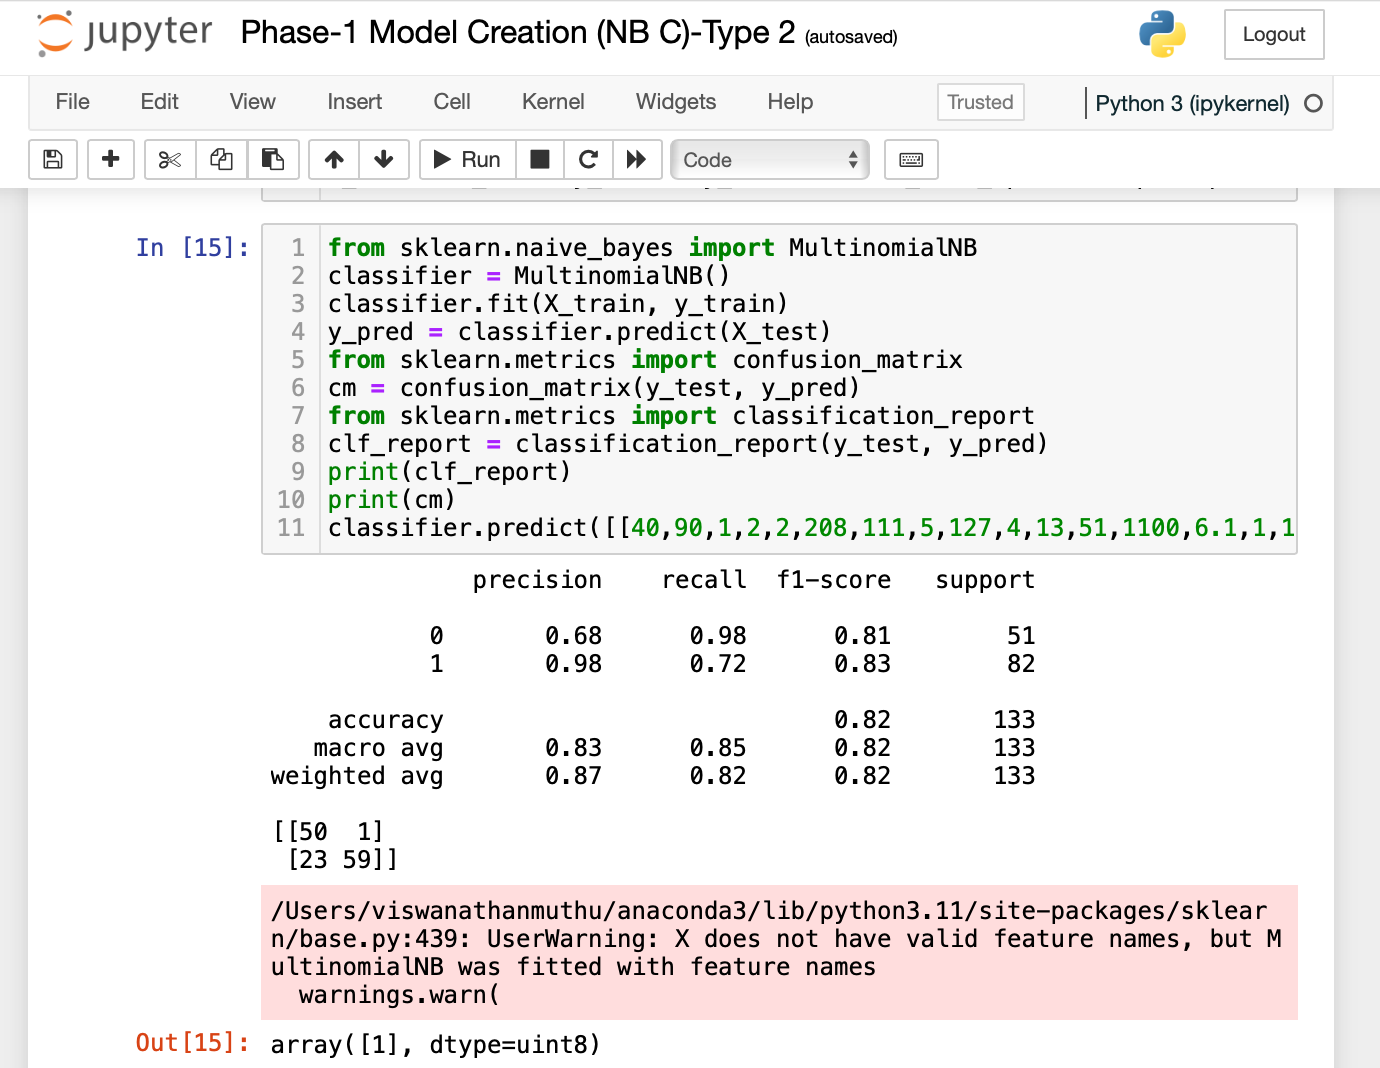 jupyter Phase-1 Model Creation (NB C)-Type 2 (autosaved) Logout
File Edit View Insert Cell Kernel Widgets Help Trusted Python 3 (ipykernel)
Run Code
In [15]:
1 from sklearn.naive_bayes import MultinomialNB
2 classifier = MultinomialNB()
3 classifier.fit(X_train, y_train)
4 y_pred = classifier.predict(X_test)
5 from sklearn.metrics import confusion_matrix
6 cm = confusion_matrix(y_test, y_pred)
7 from sklearn.metrics import classification_report
8 clf_report = classification_report(y_test, y_pred)
9 print(clf_report)
10 print(cm)
11 classifier.predict([[40,90,1,2,2,208,111,5,127,4,13,51,1100,6.1,1,1
precision recall f1-score support
0 0.68 0.98 0.81 51
1 0.98 0.72 0.83 82
accuracy 0.82 133
macro avg 0.83 0.85 0.82 133
weighted avg 0.87 0.82 0.82 133
[[50 1]
[23 59]]
/Users/viswanathanmuthu/anaconda3/lib/python3.11/site-packages/sklear
n/base.py:439: UserWarning: X does not have valid feature names, but M
ultinomialNB was fitted with feature names
warnings.warn(
Out[15]: array([1], dtype=uint8)